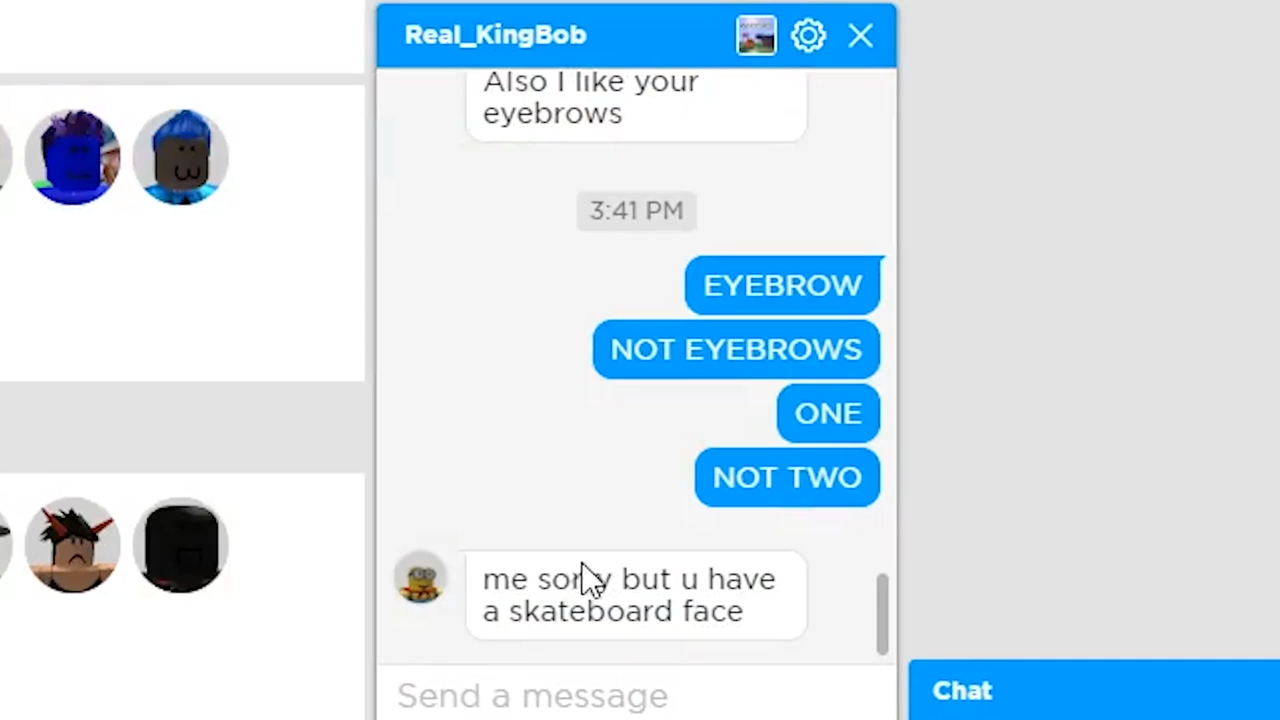 Real_KingBob
Also I like your
eyebrows
3:41 PM
EYEBROW
NOT EYEBROWS
ONE
NOT TWO
me sorry but u have
a skateboard face
Send a message
Chat